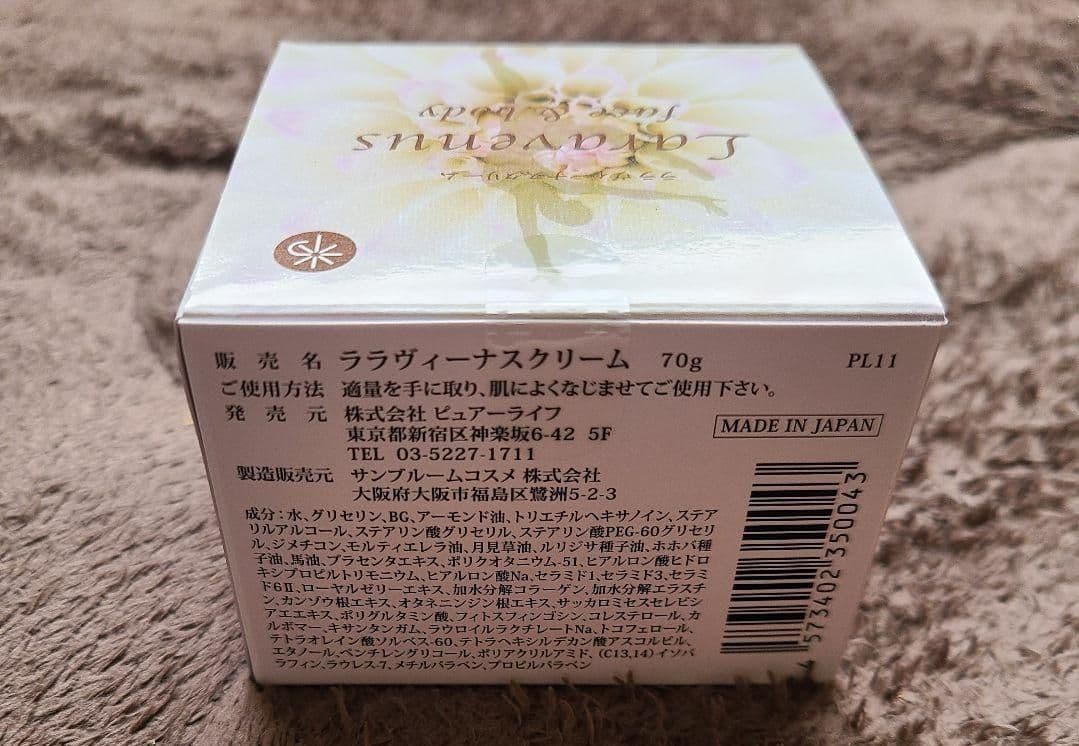 Laravenus
face & body
ララヴィーナスクリーム
販売名 ララヴィーナスクリーム 70g PL11
ご使用方法 適量を手に取り、肌によくなじませてご使用下さい。
発売元 株式会社 ピュアーライフ
東京都新宿区神楽坂6-42 5F
TEL 03-5227-1711
MADE IN JAPAN
製造販売元 サンブルームコスメ 株式会社
大阪府大阪市福島区鷺洲5-2-3
成分:水、グリセリン、BG、アーモンド油、トリエチルヘキサノイン、ステア
リルアルコール、ステアリン酸グリセリル、ステアリン酸PEG-60グリセリ
ル、ジメチコン、モルティエレラ油、月見草油、ルリジサ種子油、ホホバ種
子油、馬油、プラセンタエキス、ポリクオタニウム-51、ヒアルロン酸ヒドロ
キシプロピルトリモニウム、ヒアルロン酸Na、セラミド1、セラミド3、セラミ
ド6Ⅱ、ローヤルゼリーエキス、加水分解コラーゲン、加水分解エラスチ
ン、カンゾウ根エキス、オタネニンジン根エキス、サッカロミセスセレビシ
アエエキス、ポリグルタミン酸、フィトスフィンゴシン、コレステロール、カ
ルボマー、キサンタンガム、ラウロイルラクチレートNa、トコフェロール、
テトラオレイン酸ソルベス-60、テトラヘキシルデカン酸アスコルビル、
エタノール、ペンチレングリコール、ポリアクリルアミド、(C13,14)イソパ
ラフィン、ラウレス-7、メチルパラベン、プロピルパラベン
4 573402 350043